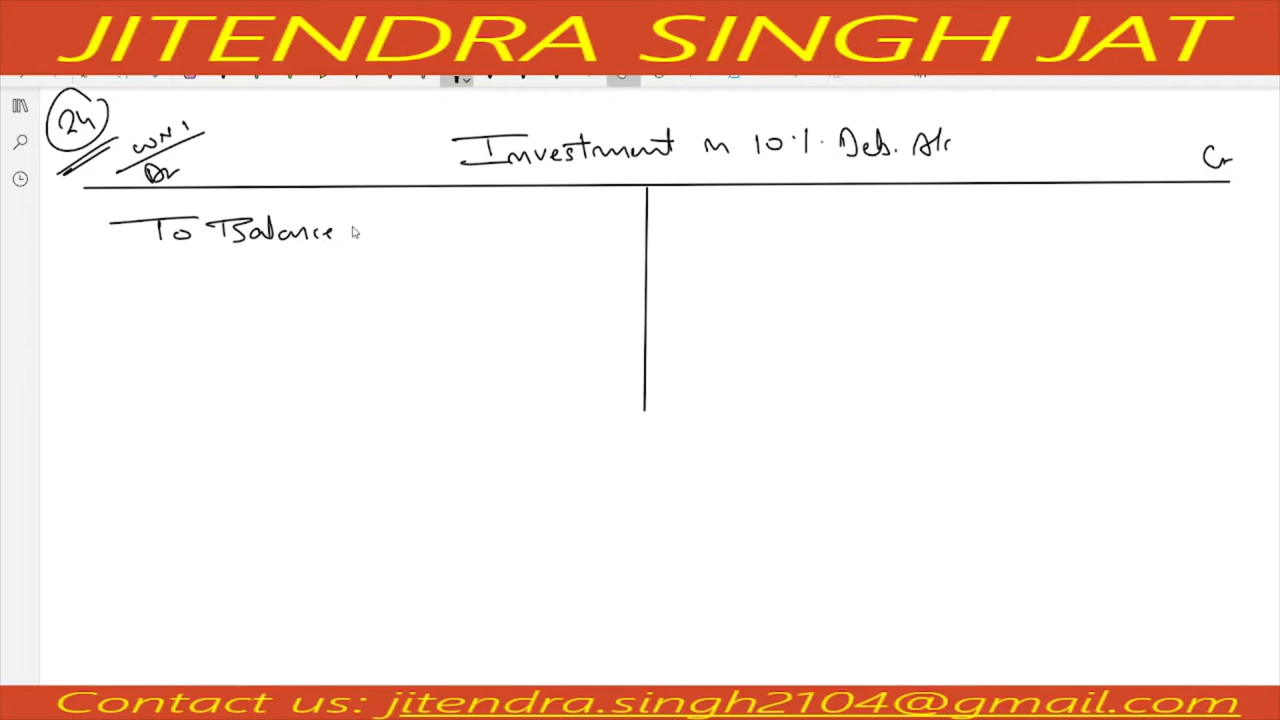 JITENDRA SINGH JAT
24
WN 1
Investment in 10% Deb. A/c
Dr
Cr
To Balance
Contact us: jitendra.singh2104@gmail.com